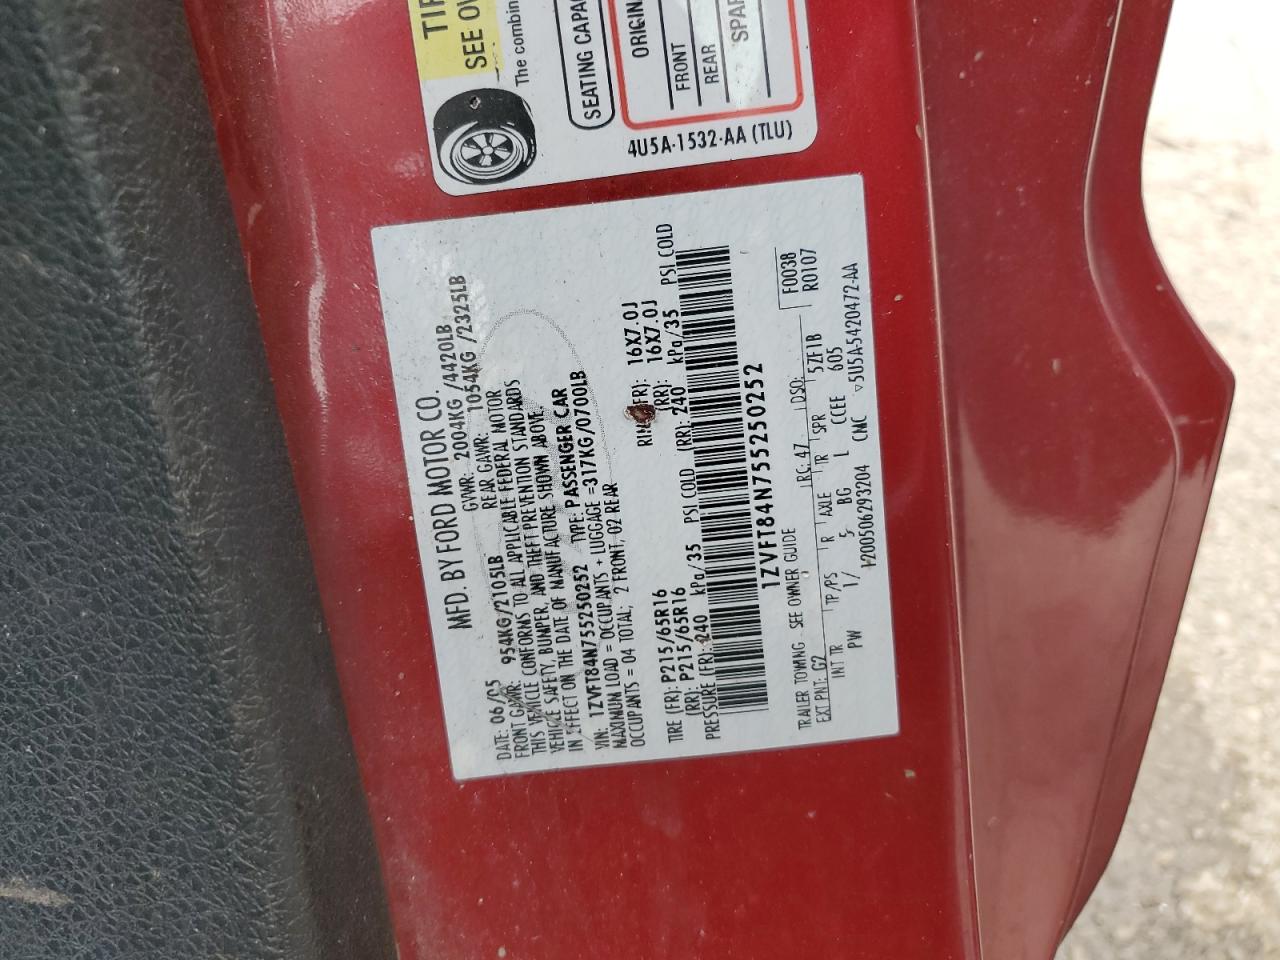 TIR
SEE OW
The combin
SEATING CAPAC
ORIGIN
FRONT
REAR
SPAR
4U5A-1532-AA (TLU)
MFD. BY FORD MOTOR CO.
DATE: 06/05 GVWR: 2004KG /4420LB
FRONT GAWR: 954KG/2105LB REAR GAWR: 1054KG /2325LB
THIS VEHICLE CONFORMS TO ALL APPLICABLE FEDERAL MOTOR
VEHICLE SAFETY, BUMPER, AND THEFT PREVENTION STANDARDS
IN EFFECT ON THE DATE OF MANUFACTURE SHOWN ABOVE.
VIN: 1ZVFT84N755250252 TYPE: PASSENGER CAR
MAXIMUM LOAD = OCCUPANTS + LUGGAGE =317KG/0700LB
OCCUPANTS = 04 TOTAL; 2 FRONT, 02 REAR
TIRE (FR): P215/65R16 RIM (FR): 16X7.0J
(RR): P215/65R16 (RR): 16X7.0J
PRESSURE (FR): 240 kPa/35 PSI COLD (RR): 240 kPa/35 PSI COLD
1ZVFT84N755250252
TRAILER TOWING - SEE OWNER GUIDE F0038
EXT PNT: G2 RC: 47 DSO: R0107
INT TR TP/PS R AXLE TR SPR 5ZF1B
PW 1/ 5 BG L CCEE 605
*200506293204 CMC ▽5U5A-5420472-AA